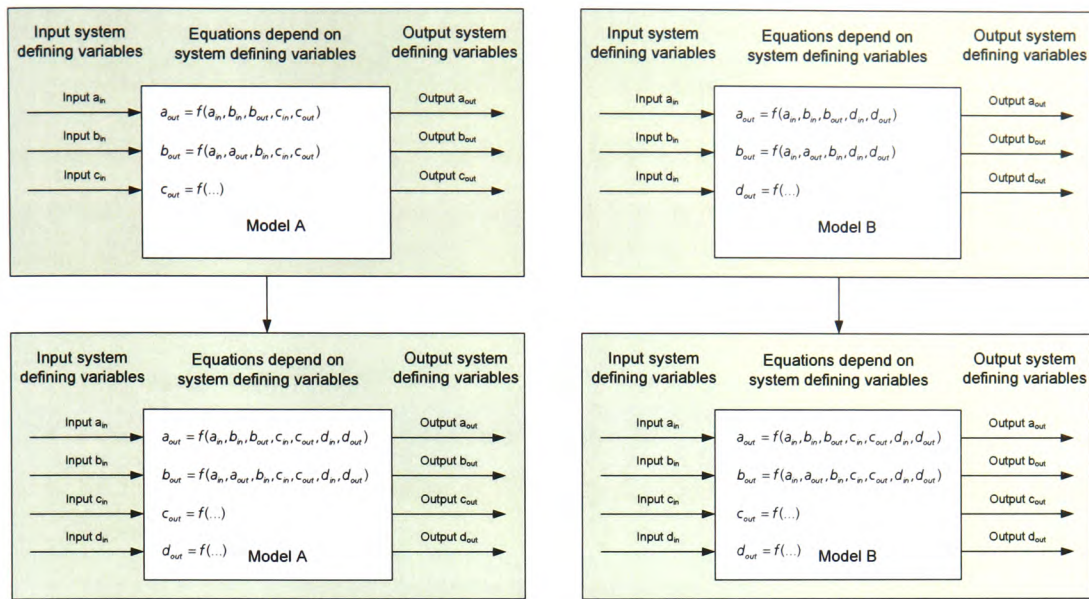 Input system
defining variables
Equations depend on
system defining variables
Output system
defining variables
Input a_in
Input b_in
Input c_in
a_out = f(a_in, b_in, b_out, c_in, c_out)
b_out = f(a_in, a_out, b_in, c_in, c_out)
c_out = f(...)
Model A
Output a_out
Output b_out
Output c_out
Input system
defining variables
Equations depend on
system defining variables
Output system
defining variables
Input a_in
Input b_in
Input d_in
a_out = f(a_in, b_in, b_out, d_in, d_out)
b_out = f(a_in, a_out, b_in, d_in, d_out)
d_out = f(...)
Model B
Output a_out
Output b_out
Output d_out
Input system
defining variables
Equations depend on
system defining variables
Output system
defining variables
Input a_in
Input b_in
Input c_in
Input d_in
a_out = f(a_in, b_in, b_out, c_in, c_out, d_in, d_out)
b_out = f(a_in, a_out, b_in, c_in, c_out, d_in, d_out)
c_out = f(...)
d_out = f(...)
Model A
Output a_out
Output b_out
Output c_out
Output d_out
Input system
defining variables
Equations depend on
system defining variables
Output system
defining variables
Input a_in
Input b_in
Input c_in
Input d_in
a_out = f(a_in, b_in, b_out, c_in, c_out, d_in, d_out)
b_out = f(a_in, a_out, b_in, c_in, c_out, d_in, d_out)
c_out = f(...)
d_out = f(...)
Model B
Output a_out
Output b_out
Output c_out
Output d_out